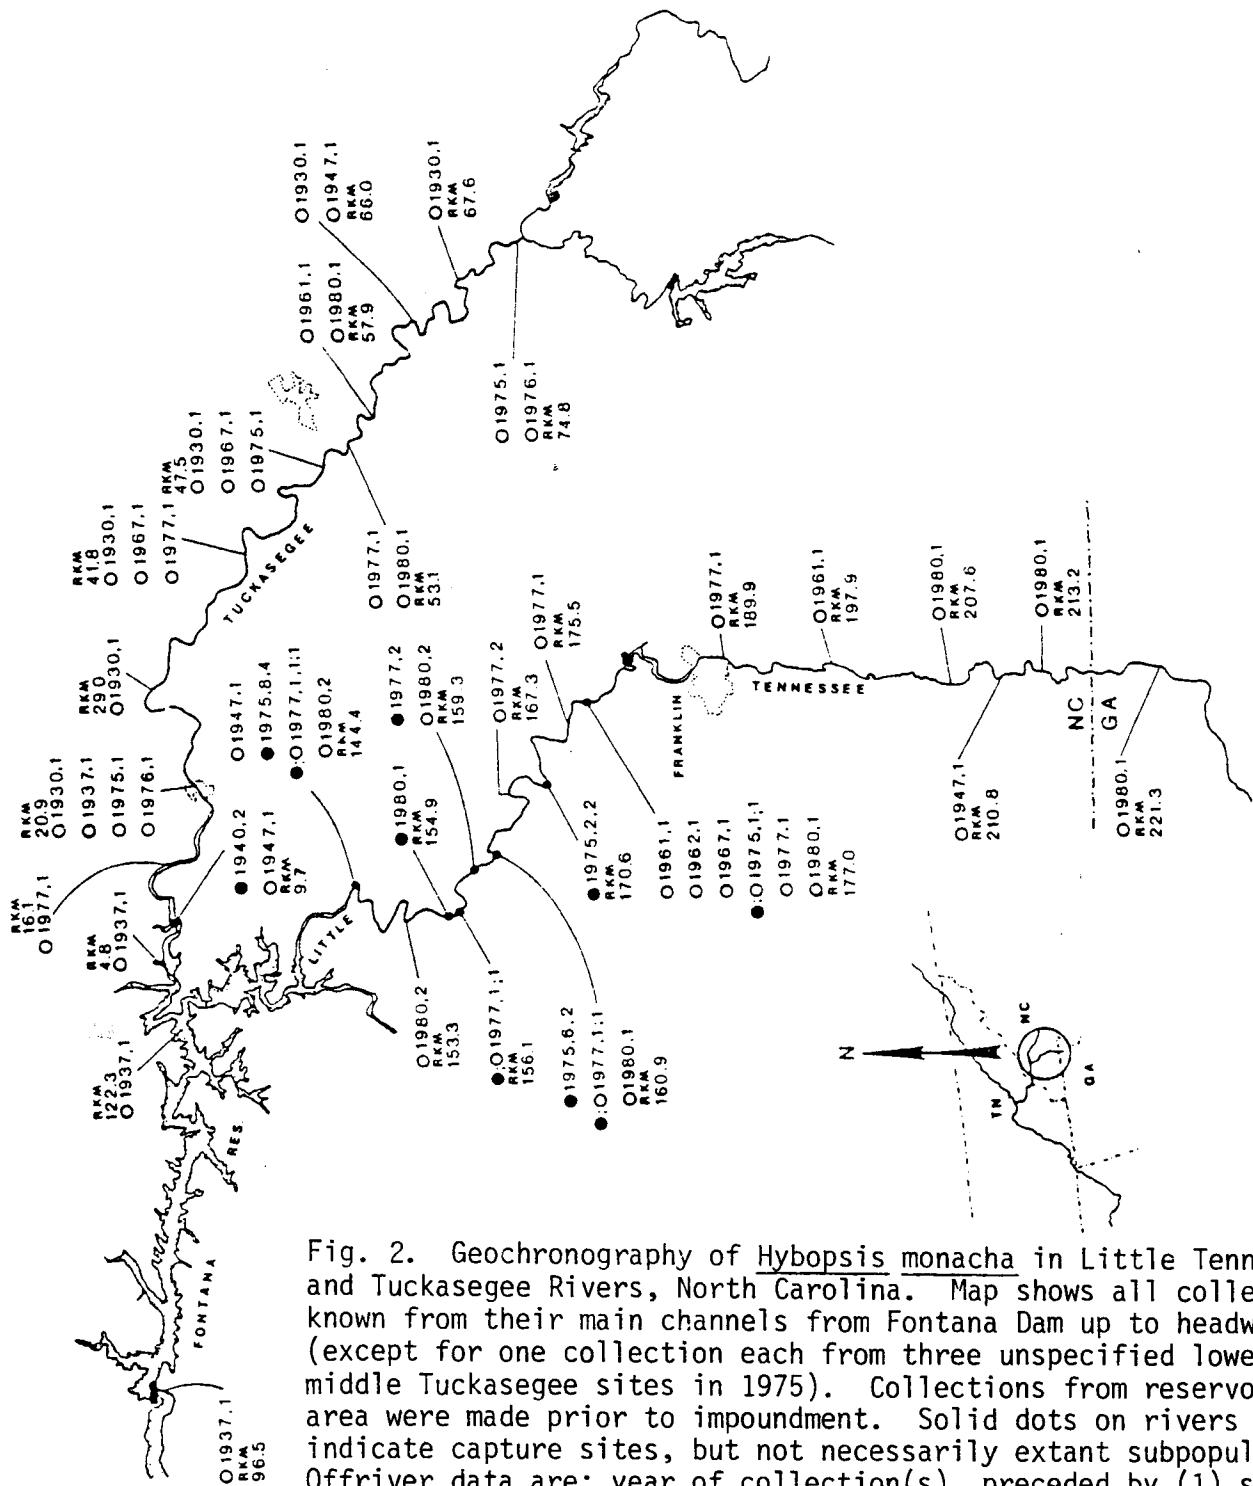 O1930.1
O1947.1
RKM
66.0
O1930.1
RKM
67.6
O1961.1
O1980.1
RKM
57.9
O1975.1
O1976.1
RKM
74.8
RKM
47.5
O1930.1
O1967.1
O1975.1
RKM
41.8
O1930.1
O1967.1
O1977.1
TUCKASEGEE
O1977.1
O1980.1
RKM
53.1
RKM
29.0
O1930.1
RKM
20.9
O1930.1
O1937.1
O1975.1
O1976.1
RKM
16.1
O1977.1
●1940.2
O1947.1
RKM
9.7
RKM
4.8
O1937.1
RKM
122.3
O1937.1
O1947.1
●1975.8.4
●:O1977.1.1:1
O1980.2
RKM
144.4
LITTLE
●1980.1
RKM
154.9
●1977.2
O1980.2
RKM
159.3
O1977.2
RKM
167.3
O1977.1
RKM
175.5
O1980.2
RKM
153.3
●:O1977.1:1
RKM
156.1
●1975.6.2
●:O1977.1:1
O1980.1
RKM
160.9
●1975.2.2
RKM
170.6
O1961.1
O1962.1
O1967.1
●:O1975.1:1
O1977.1
O1980.1
RKM
177.0
FRANKLIN
TENNESSEE
O1977.1
RKM
189.9
O1961.1
RKM
197.9
O1980.1
RKM
207.6
O1980.1
RKM
213.2
O1947.1
RKM
210.8
NC
GA
O1980.1
RKM
221.3
FONTANA
RES.
O1937.1
RKM
96.5
N
TN
NC
GA
Fig. 2. Geochronography of Hybopsis monacha in Little Tenn
and Tuckasegee Rivers, North Carolina. Map shows all colle
known from their main channels from Fontana Dam up to headw
(except for one collection each from three unspecified lowe
middle Tuckasegee sites in 1975). Collections from reservo
area were made prior to impoundment. Solid dots on rivers
indicate capture sites, but not necessarily extant subpopul
Offriver data are: year of collection(s), preceded by (1) s